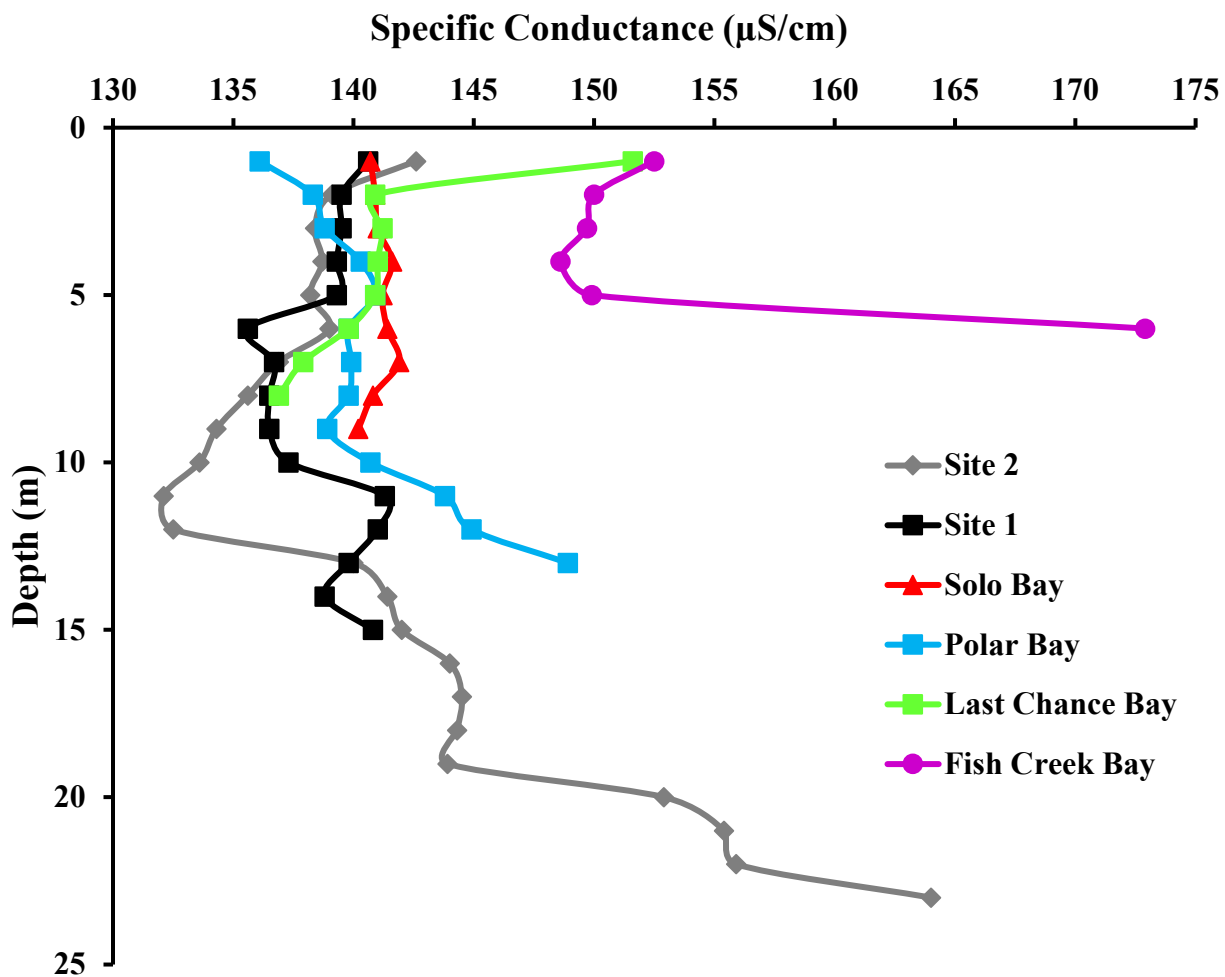 Specific Conductance (µS/cm)
130 135 140 145 150 155 160 165 170 175
0
5
10
15
20
25
Depth (m)
Site 2
Site 1
Solo Bay
Polar Bay
Last Chance Bay
Fish Creek Bay